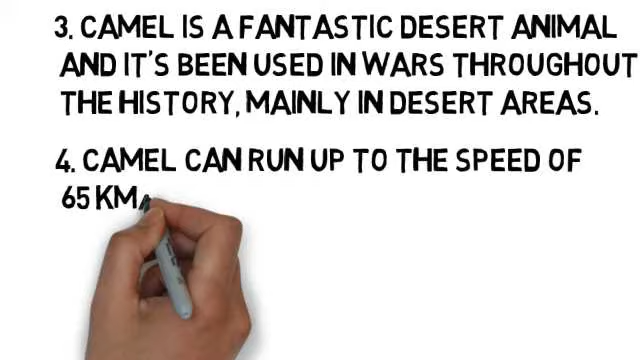 3. CAMEL IS A FANTASTIC DESERT ANIMAL
AND IT'S BEEN USED IN WARS THROUGHOUT
THE HISTORY, MAINLY IN DESERT AREAS.
4. CAMEL CAN RUN UP TO THE SPEED OF
65 KM